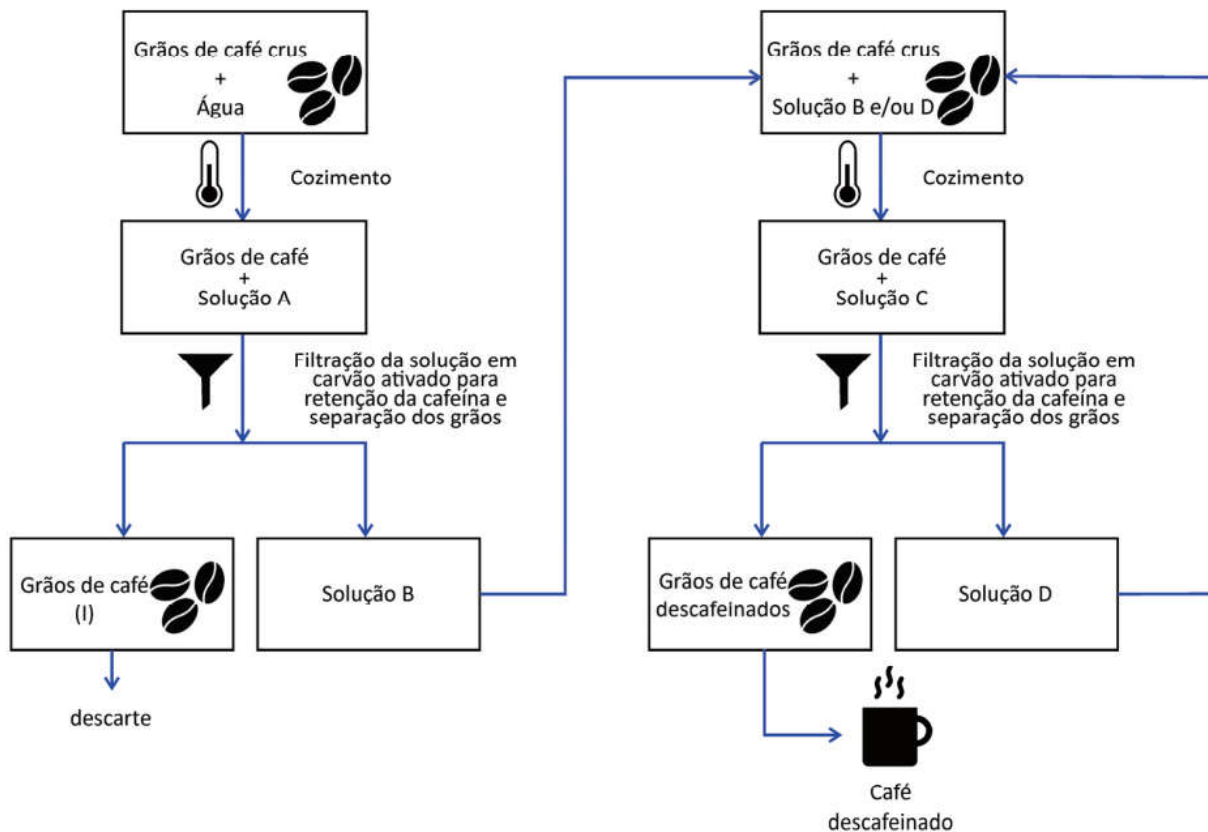 Grãos de café crus
+
Água
Cozimento
Grãos de café
+
Solução A
Filtração da solução em
carvão ativado para
retenção da cafeína e
separação dos grãos
Grãos de café
(I)
Solução B
descarte
Grãos de café crus
+
Solução B e/ou D
Cozimento
Grãos de café
+
Solução C
Filtração da solução em
carvão ativado para
retenção da cafeína e
separação dos grãos
Grãos de café
descafeinados
Solução D
Café
descafeinado